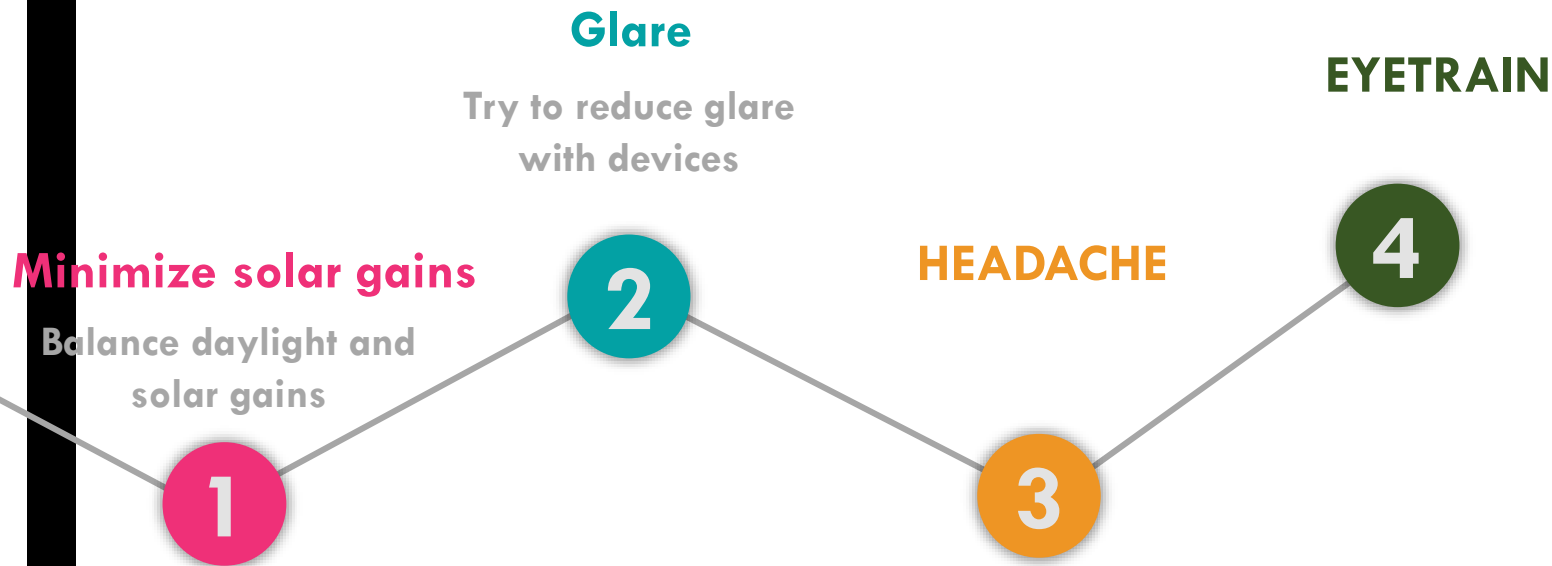 Minimize solar gains
Balance daylight and
solar gains
1
Glare
Try to reduce glare
with devices
2
HEADACHE
3
EYETRAIN
4